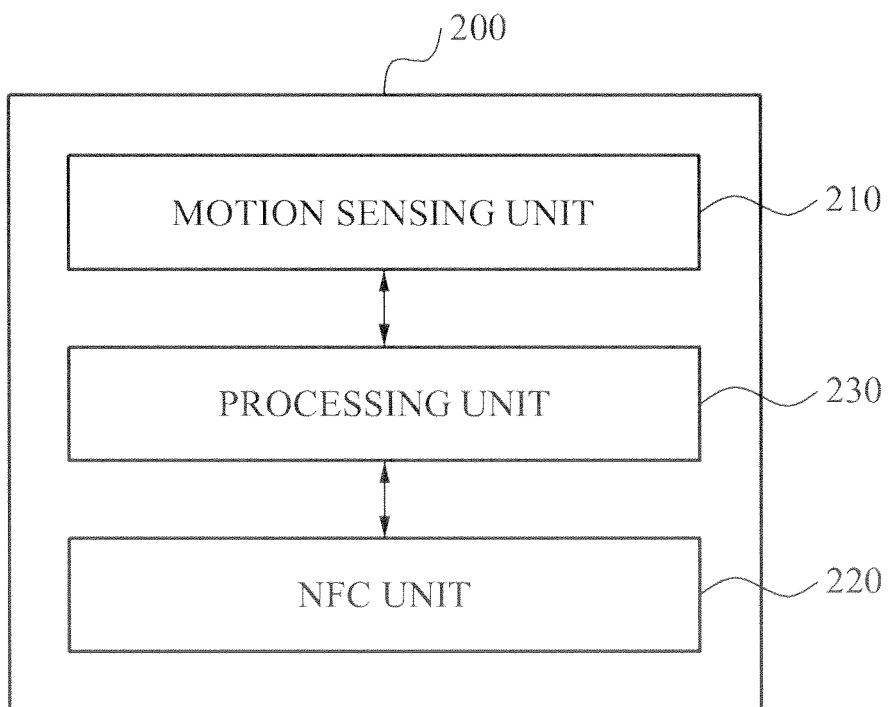 200
MOTION SENSING UNIT
210
PROCESSING UNIT
230
NFC UNIT
220